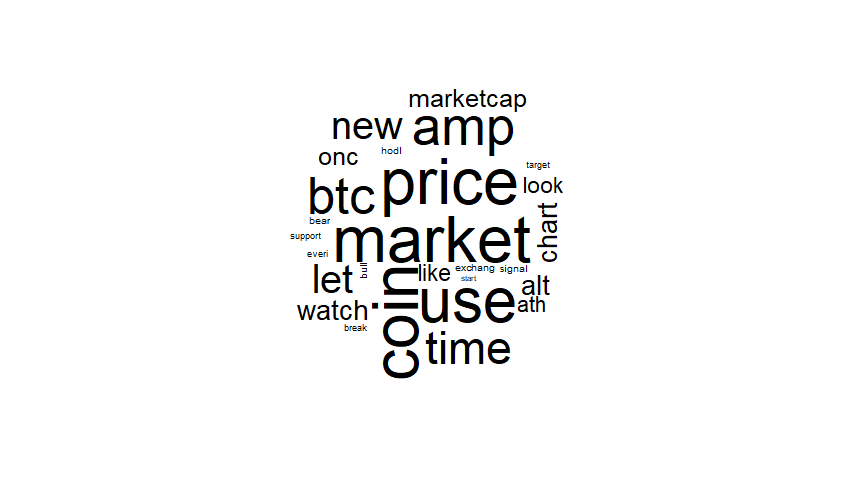 marketcap
new amp
hodl
onc
target
price
look
btc
chart
bear
market
support
everi
let
bull
like
exchang
signal
start
coin
use
alt
watch
ath
break
time